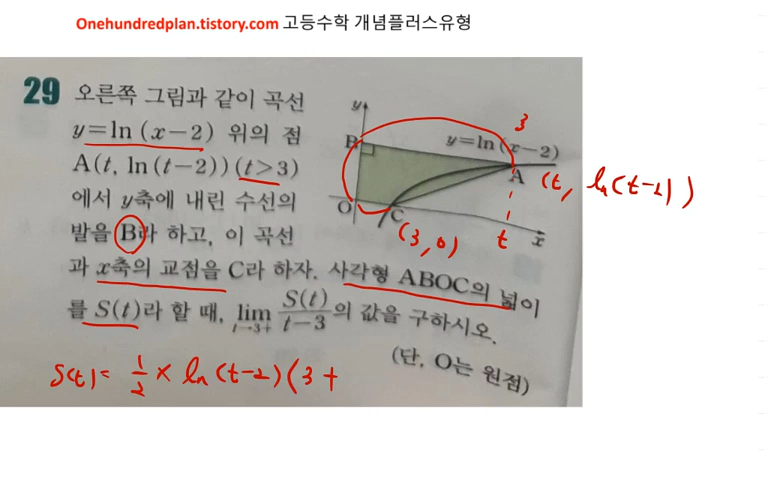 Onehundredplan.tistory.com 고등수학 개념플러스유형
29 오른쪽 그림과 같이 곡선
y=ln (x-2) 위의 점
A(t, ln(t-2)) (t>3)
에서 y축에 내린 수선의
발을 B라 하고, 이 곡선
과 x축의 교점을 C라 하자. 사각형 ABOC의 넓이
를 S(t)라 할 때, lim t→3+ S(t)/t-3 의 값을 구하시오.
(단, O는 원점)
y
3
B
y=ln(x-2)
A
(t, ln(t-2))
O
C
(3, 0)
t
x
S(t) = 1/2 × ln(t-2)(3+